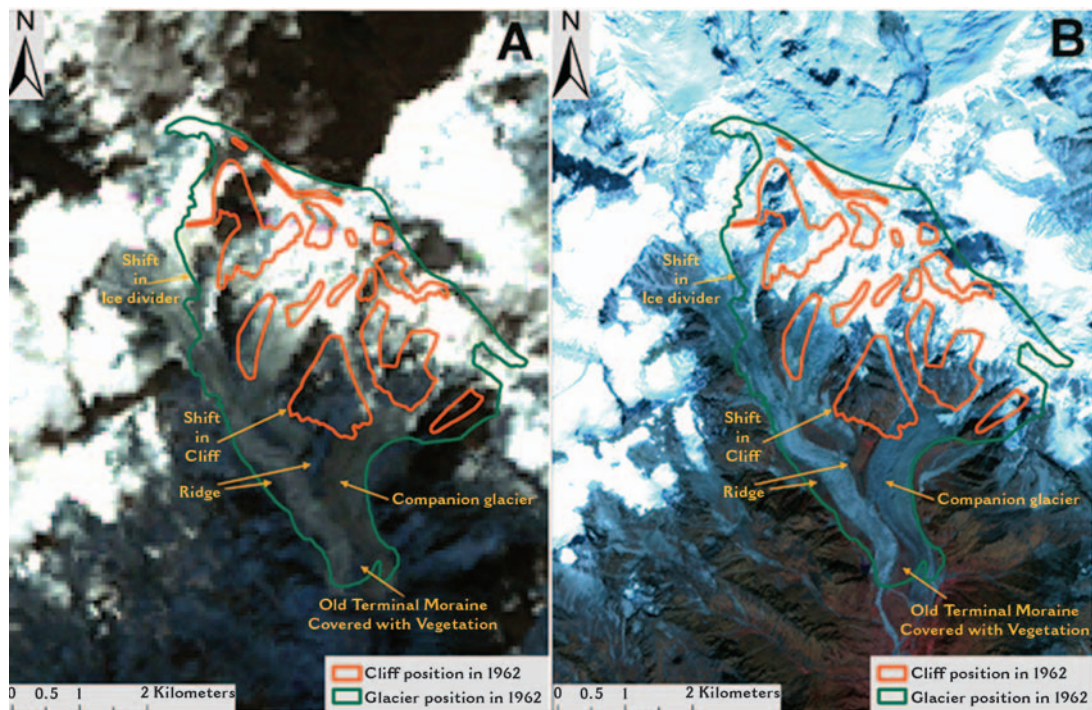 N
A
Shift
in
Ice divider
Shift
in
Cliff
Ridge
Companion glacier
Old Terminal Moraine
Covered with Vegetation
Cliff position in 1962
Glacier position in 1962
0 0.5 1 2 Kilometers
N
B
Shift
in
Ice divider
Shift
in
Cliff
Ridge
Companion glacier
Old Terminal Moraine
Covered with Vegetation
Cliff position in 1962
Glacier position in 1962
0 0.5 1 2 Kilometers